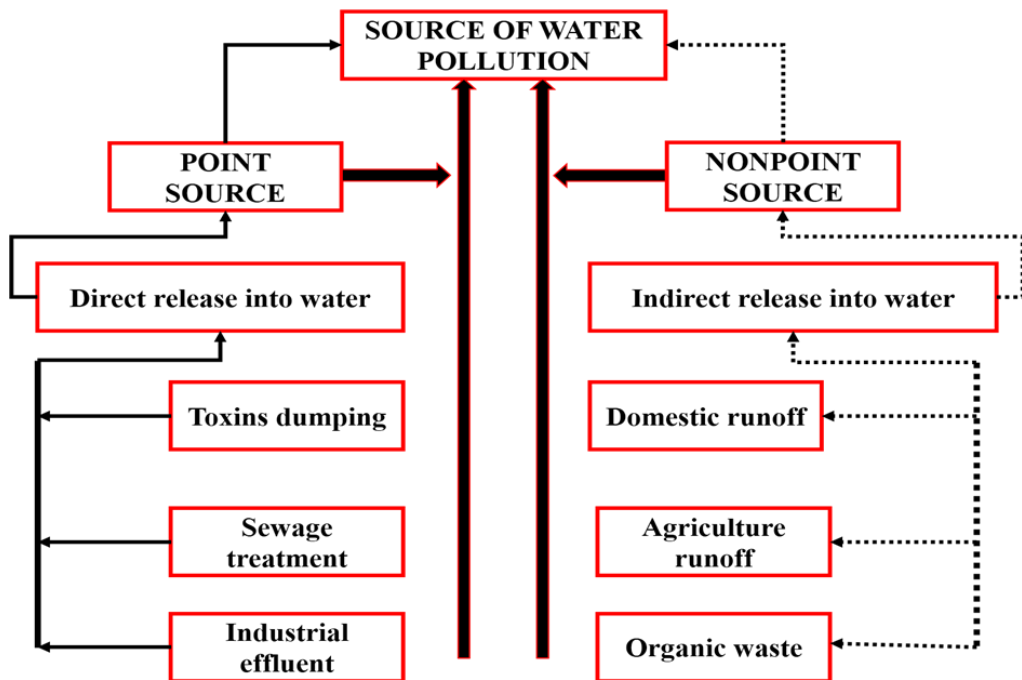 SOURCE OF WATER
POLLUTION
POINT
SOURCE
NONPOINT
SOURCE
Direct release into water
Indirect release into water
Toxins dumping
Domestic runoff
Sewage
treatment
Agriculture
runoff
Industrial
effluent
Organic waste